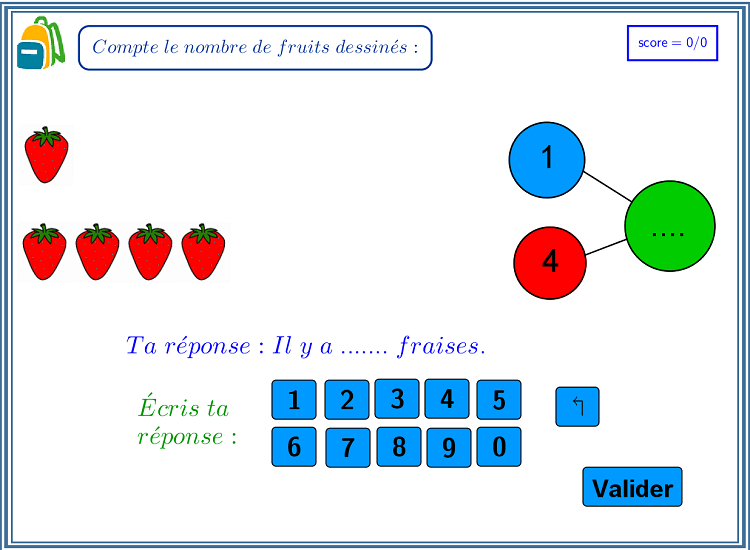 Compte le nombre de fruits dessinés :
score = 0/0
1
4
....
Ta réponse : Il y a ....... fraises.
Écris ta
réponse :
1 2 3 4 5
6 7 8 9 0
↰
Valider